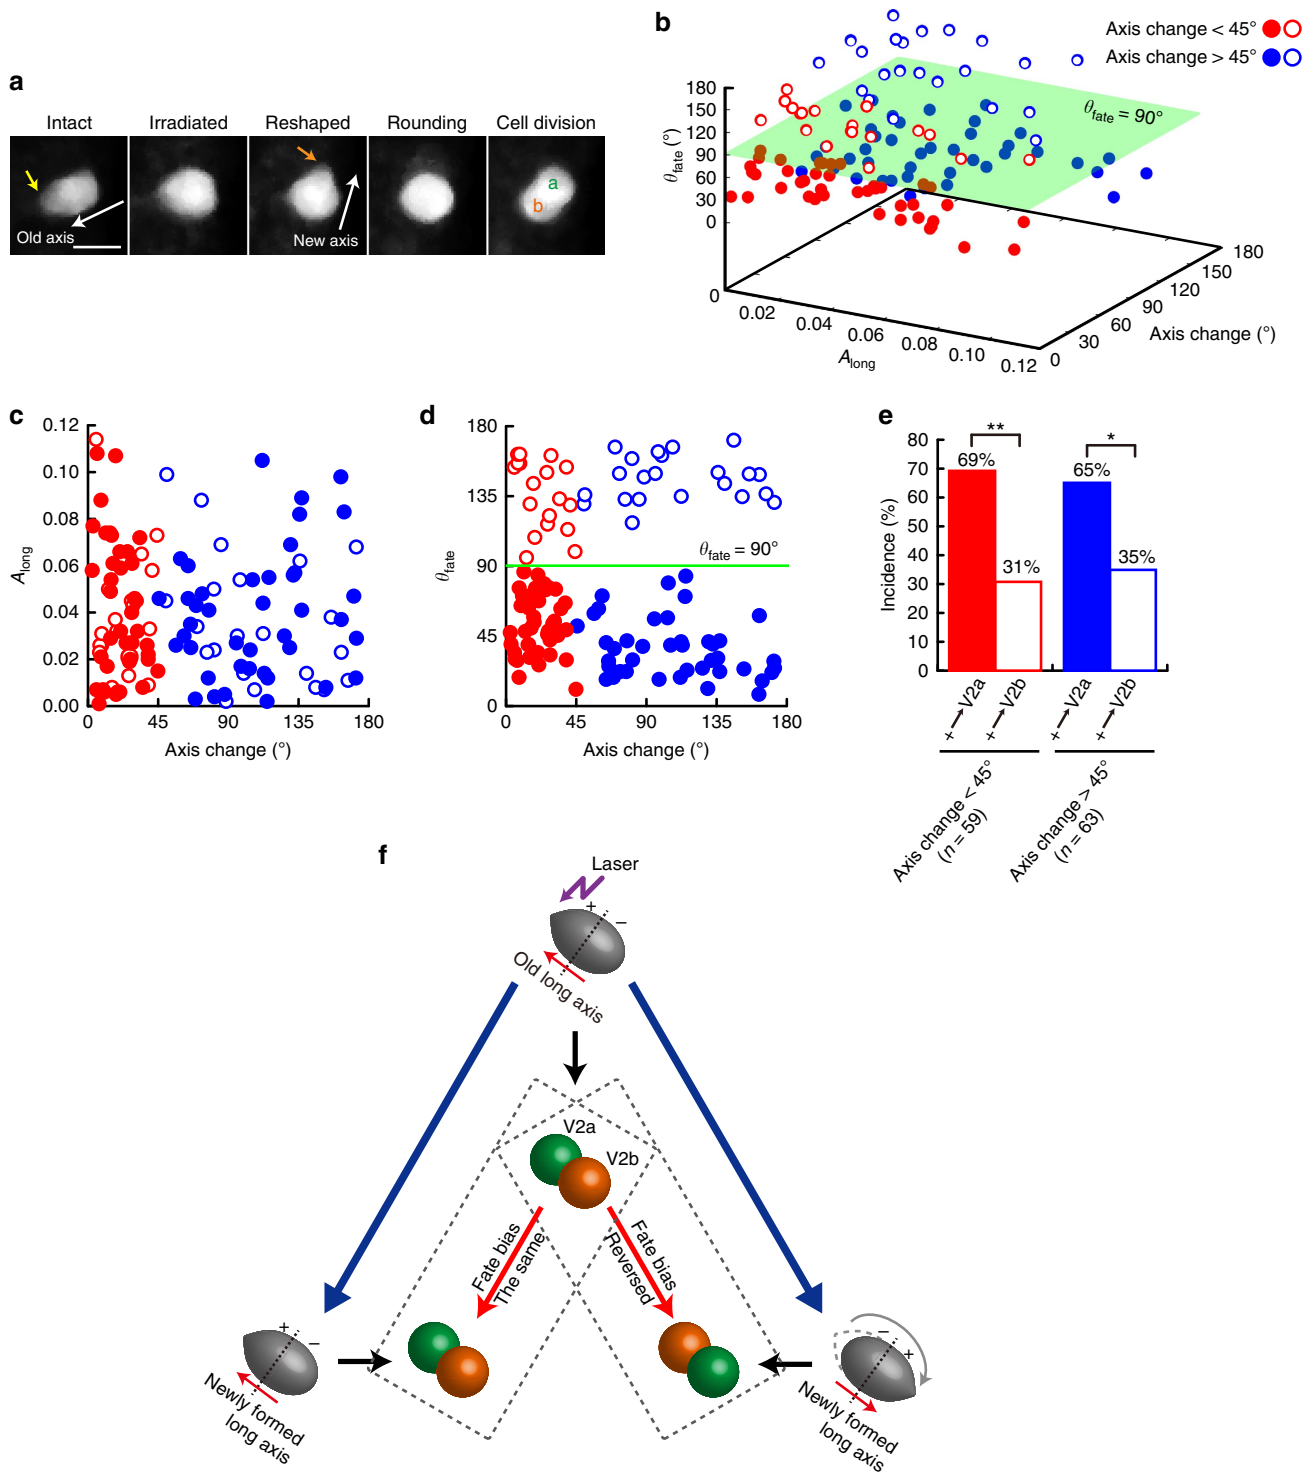 a
Intact
Irradiated
Reshaped
Rounding
Cell division
Old axis
New axis
a
b
b
Axis change < 45°
Axis change > 45°
θfate = 90°
θfate (°)
180
150
120
90
60
30
0
0
0.02
0.04
0.06
0.08
0.10
0.12
Along
0
30
60
90
120
150
180
Axis change (°)
c
Along
0.12
0.10
0.08
0.06
0.04
0.02
0.00
0
45
90
135
180
Axis change (°)
d
θfate
180
135
90
45
0
θfate = 90°
0
45
90
135
180
Axis change (°)
e
Incidence (%)
80
70
60
50
40
30
20
10
0
**
*
69%
31%
65%
35%
+ → V2a
+ → V2b
+ → V2a
+ → V2b
Axis change < 45°
(n = 59)
Axis change > 45°
(n = 63)
f
Laser
+
−
Old long axis
V2a
V2b
Fate bias
The same
Fate bias
Reversed
+
−
Newly formed
long axis
−
+
Newly formed
long axis